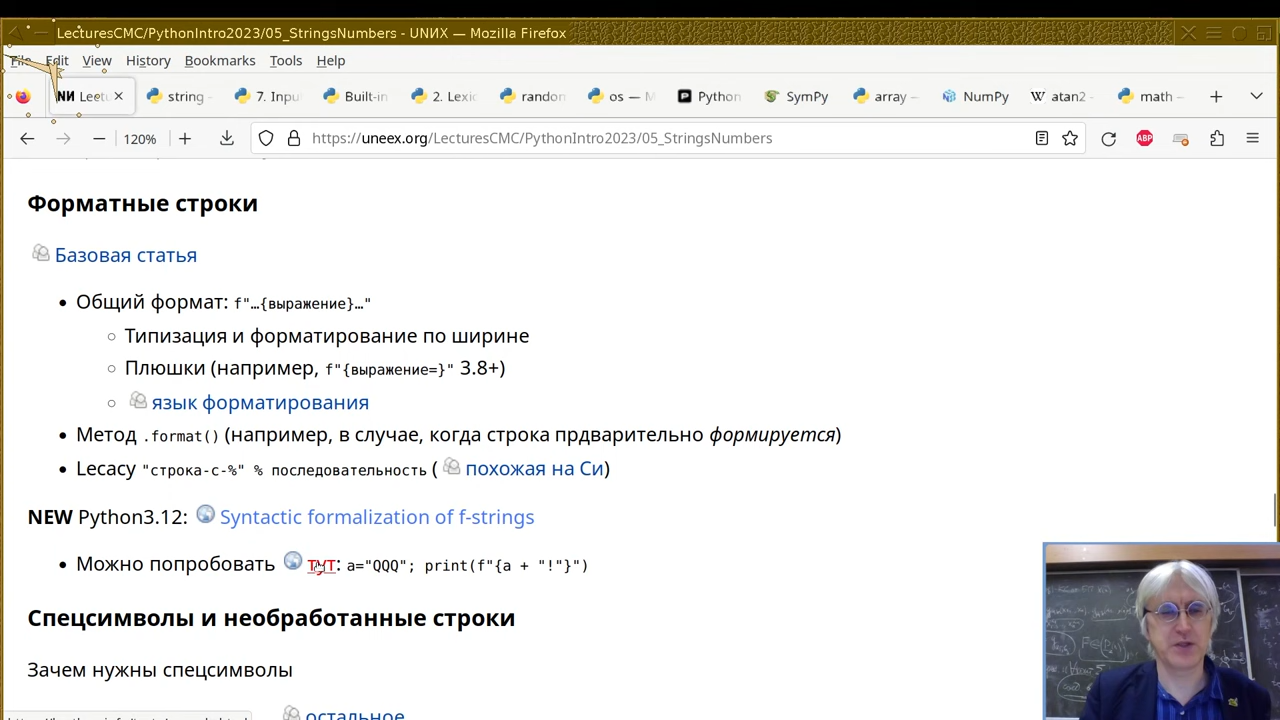 LecturesCMC/PythonIntro2023/05_StringsNumbers - UNИX — Mozilla Firefox
File Edit View History Bookmarks Tools Help
Lectu string - 7. Inpu Built-in 2. Lexic random os — M Python SymPy array — NumPy atan2 - math —
120% https://uneex.org/LecturesCMC/PythonIntro2023/05_StringsNumbers ABP
Форматные строки
Базовая статья
Общий формат: f"…{выражение}…"
Типизация и форматирование по ширине
Плюшки (например, f"{выражение=}" 3.8+)
язык форматирования
Метод .format() (например, в случае, когда строка прдварительно формируется)
Lecacy "строка-с-%" % последовательность ( похожая на Си)
NEW Python3.12: Syntactic formalization of f-strings
Можно попробовать тут: a="QQQ"; print(f"{a + "!"}")
Спецсимволы и необработанные строки
Зачем нужны спецсимволы
остальное